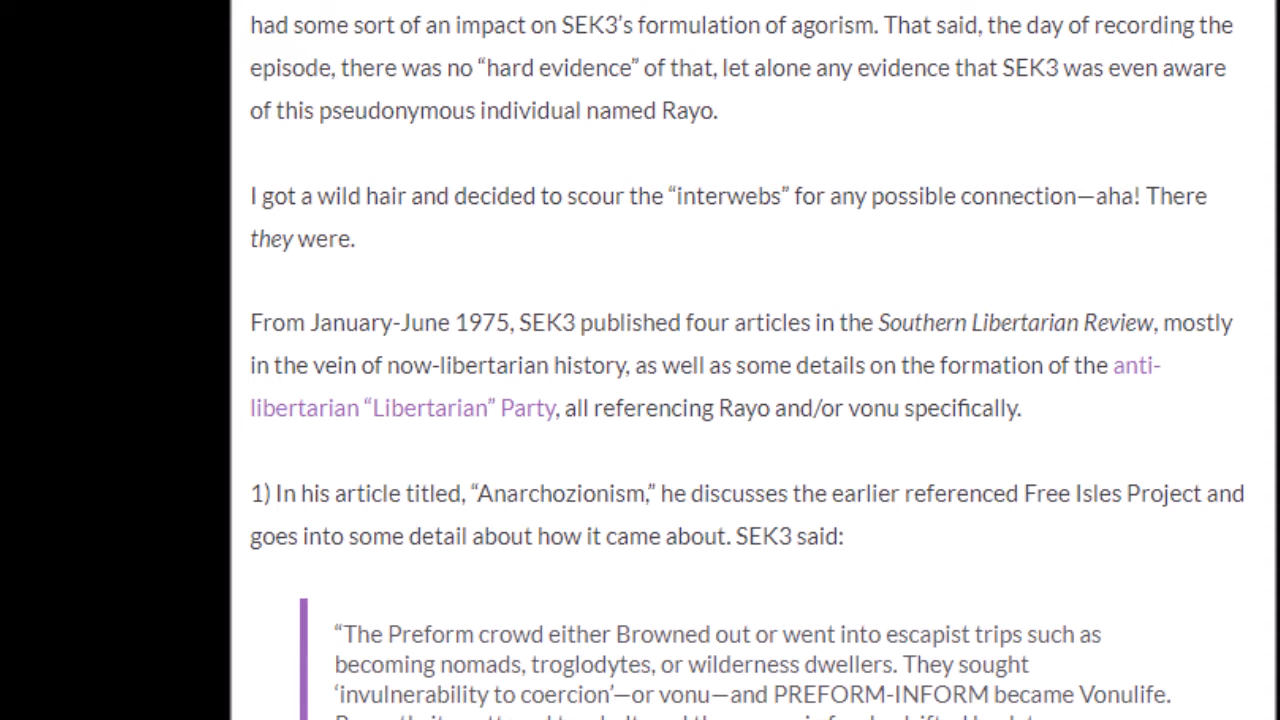 had some sort of an impact on SEK3’s formulation of agorism. That said, the day of recording the
episode, there was no “hard evidence” of that, let alone any evidence that SEK3 was even aware
of this pseudonymous individual named Rayo.
I got a wild hair and decided to scour the “interwebs” for any possible connection—aha! There
they were.
From January-June 1975, SEK3 published four articles in the Southern Libertarian Review, mostly
in the vein of now-libertarian history, as well as some details on the formation of the anti-
libertarian “Libertarian” Party, all referencing Rayo and/or vonu specifically.
1) In his article titled, “Anarchozionism,” he discusses the earlier referenced Free Isles Project and
goes into some detail about how it came about. SEK3 said:
“The Preform crowd either Browned out or went into escapist trips such as
becoming nomads, troglodytes, or wilderness dwellers. They sought
‘invulnerability to coercion’—or vonu—and PREFORM-INFORM became Vonulife.